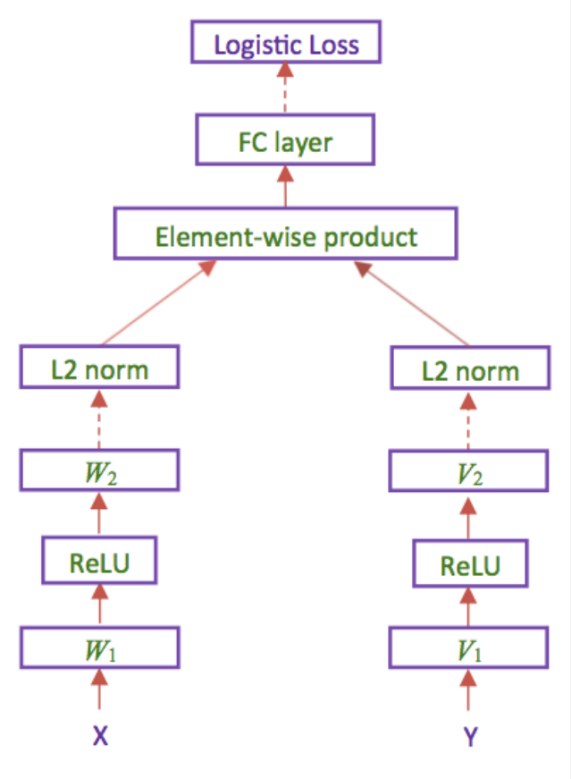 Logistic Loss
FC layer
Element-wise product
L2 norm
L2 norm
W₂
V₂
ReLU
ReLU
W₁
V₁
X
Y